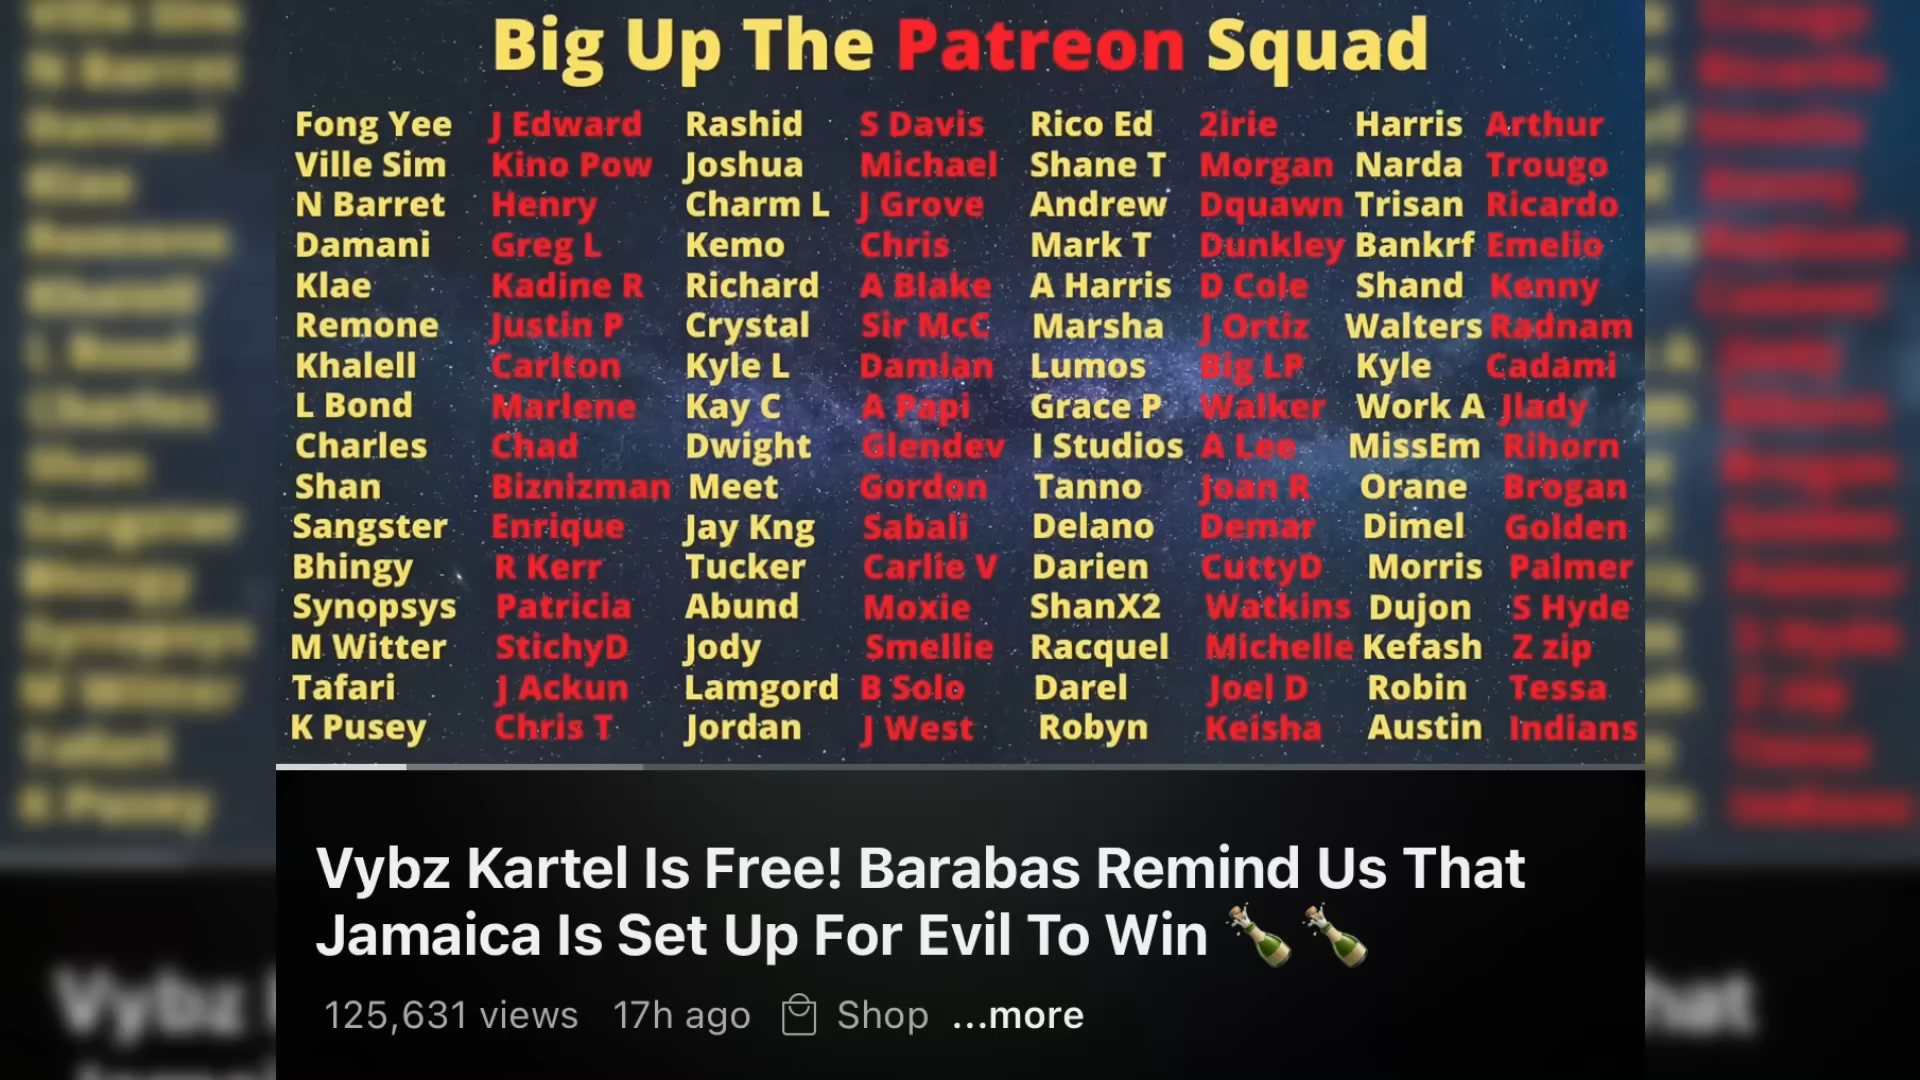 Big Up The Patreon Squad
Fong Yee J Edward Rashid S Davis Rico Ed 2irie Harris Arthur
Ville Sim Kino Pow Joshua Michael Shane T Morgan Narda Trougo
N Barret Henry Charm L J Grove Andrew Dquawn Trisan Ricardo
Damani Greg L Kemo Chris Mark T Dunkley Bankrf Emelio
Klae Kadine R Richard A Blake A Harris D Cole Shand Kenny
Remone Justin P Crystal Sir McC Marsha J Ortiz Walters Radnam
Khalell Carlton Kyle L Damian Lumos Big LP Kyle Cadami
L Bond Marlene Kay C A Papi Grace P Walker Work A Jlady
Charles Chad Dwight Glendev I Studios A Lee MissEm Rihorn
Shan Biznizman Meet Gordon Tanno Joan R Orane Brogan
Sangster Enrique Jay Kng Sabali Delano Demar Dimel Golden
Bhingy R Kerr Tucker Carlie V Darien CuttyD Morris Palmer
Synopsys Patricia Abund Moxie ShanX2 Watkins Dujon S Hyde
M Witter StichyD Jody Smellie Racquel Michelle Kefash Z zip
Tafari J Ackun Lamgord B Solo Darel Joel D Robin Tessa
K Pusey Chris T Jordan J West Robyn Keisha Austin Indians
Vybz Kartel Is Free! Barabas Remind Us That
Jamaica Is Set Up For Evil To Win 🍾🍾
125,631 views 17h ago Shop ...more